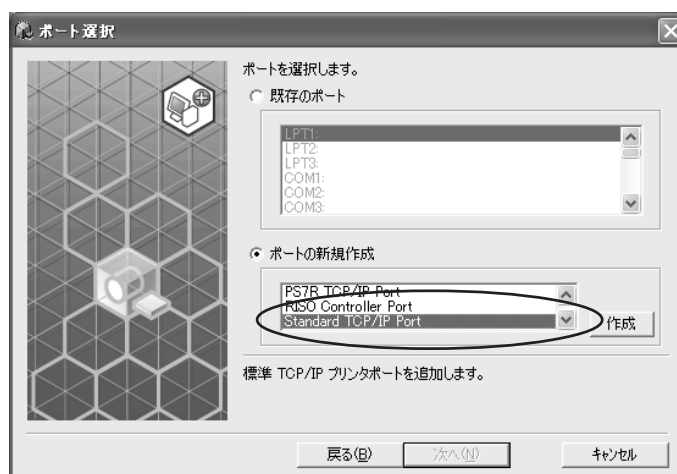 ポート選択
ポートを選択します。
既存のポート
LPT1:
LPT2:
LPT3:
COM1:
COM2:
COM3:
ポートの新規作成
PS7R TCP/IP Port
RISO Controller Port
Standard TCP/IP Port
作成
標準 TCP/IP プリンタポートを追加します。
戻る(B)
次へ(N)
キャンセル